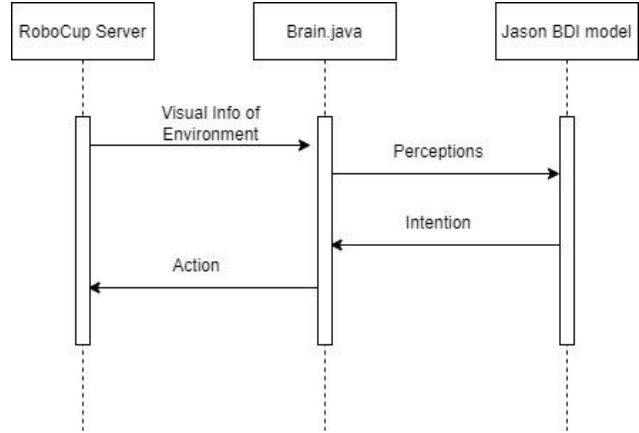 RoboCup Server
Brain.java
Jason BDI model
Visual Info of
Environment
Perceptions
Intention
Action